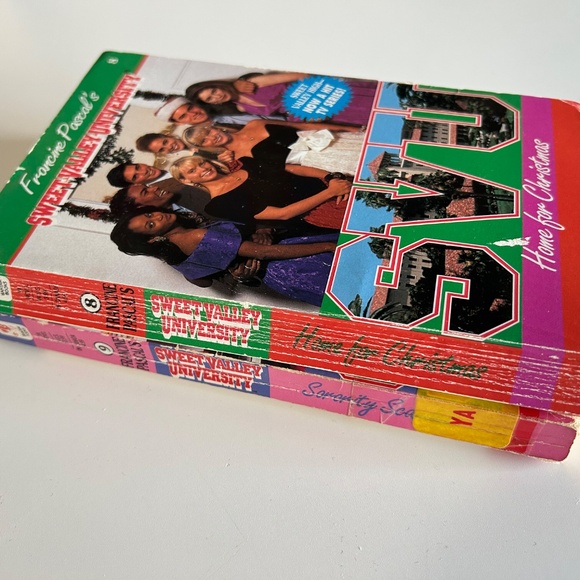 8
Francine Pascal's
SWEET VALLEY UNIVERSITY
SWEET
VALLEY HIGH—
NOW A HIT
TV SERIES!
SVU
Home for Christmas
8
FRANCINE
PASCAL'S
SWEET VALLEY
UNIVERSITY
Home for Christmas
9
FRANCINE
PASCAL'S
SWEET VALLEY
UNIVERSITY
Sorority
YA